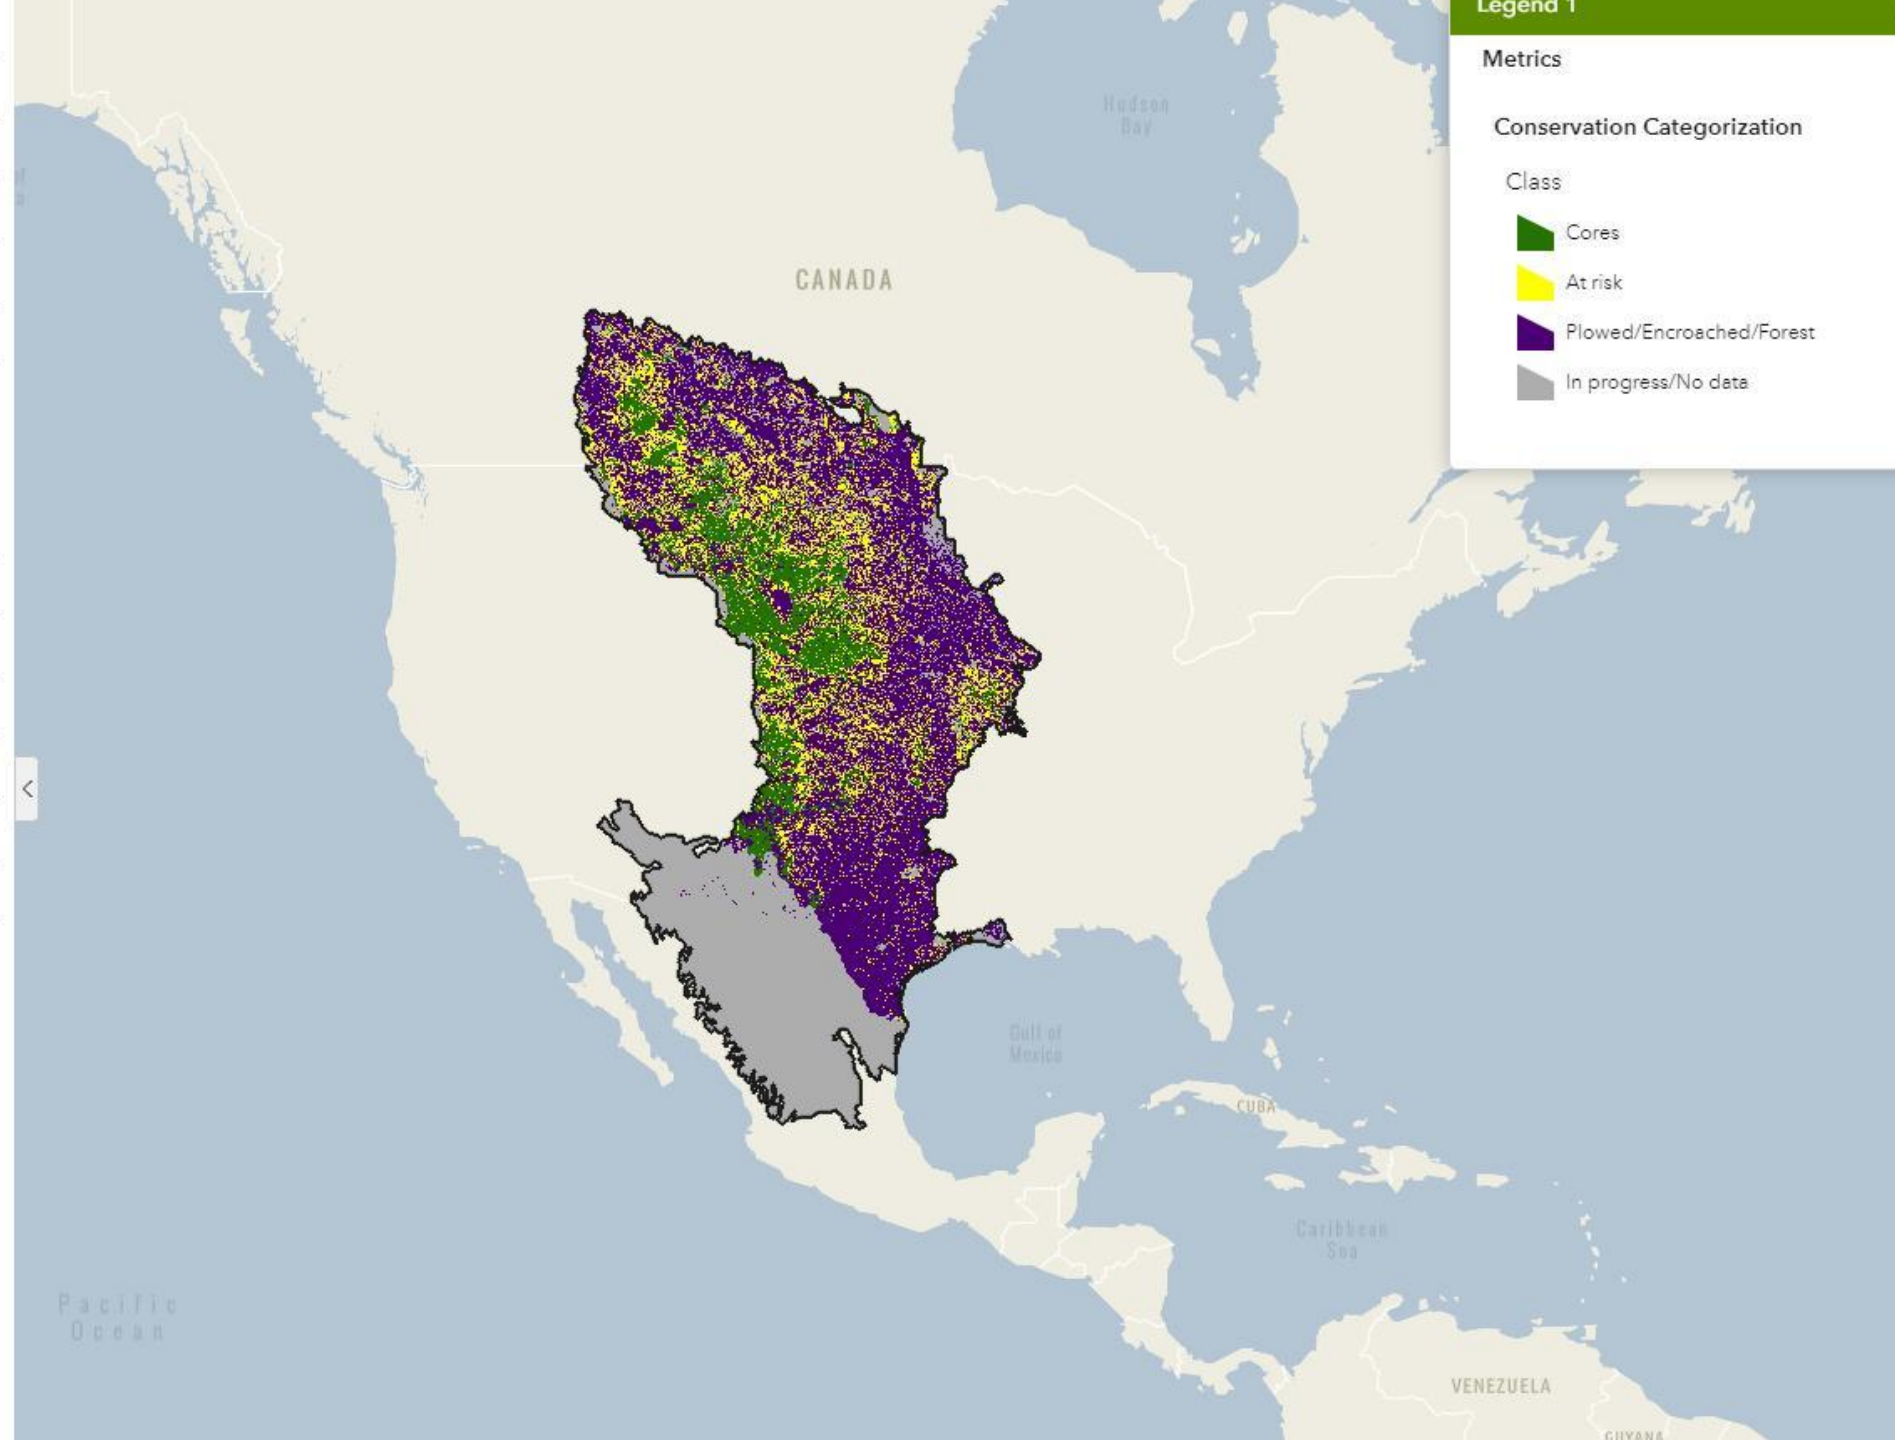 Legend 1
Metrics
Conservation Categorization
Class
Cores
At risk
Plowed/Encroached/Forest
In progress/No data
Hudson
Bay
CANADA
Gulf of
Mexico
CUBA
Caribbean
Sea
Pacific
Ocean
VENEZUELA
GUYANA